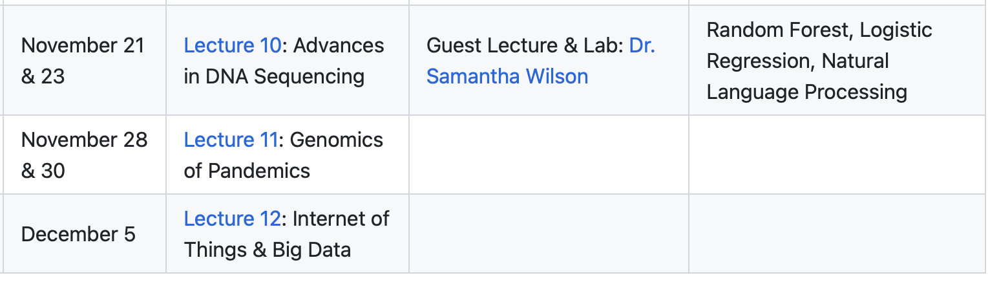 November 21
& 23
Lecture 10: Advances
in DNA Sequencing
Guest Lecture & Lab: Dr.
Samantha Wilson
Random Forest, Logistic
Regression, Natural
Language Processing
November 28
& 30
Lecture 11: Genomics
of Pandemics
December 5
Lecture 12: Internet of
Things & Big Data